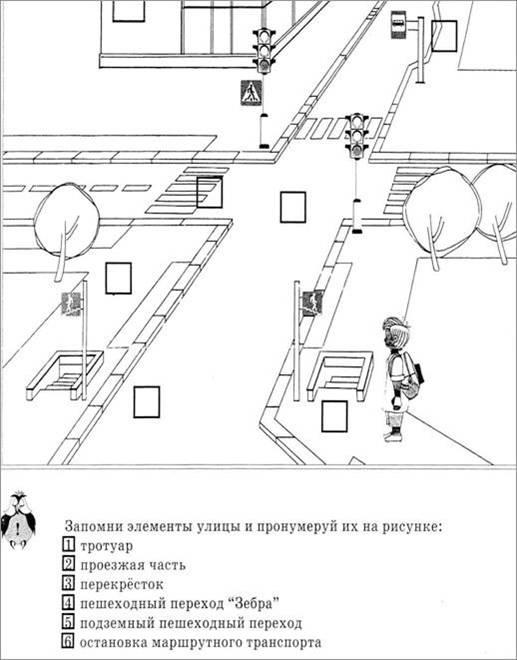 !
Запомни элементы улицы и пронумеруй их на рисунке:
1 тротуар
2 проезжая часть
3 перекрёсток
4 пешеходный переход “Зебра”
5 подземный пешеходный переход
6 остановка маршрутного транспорта